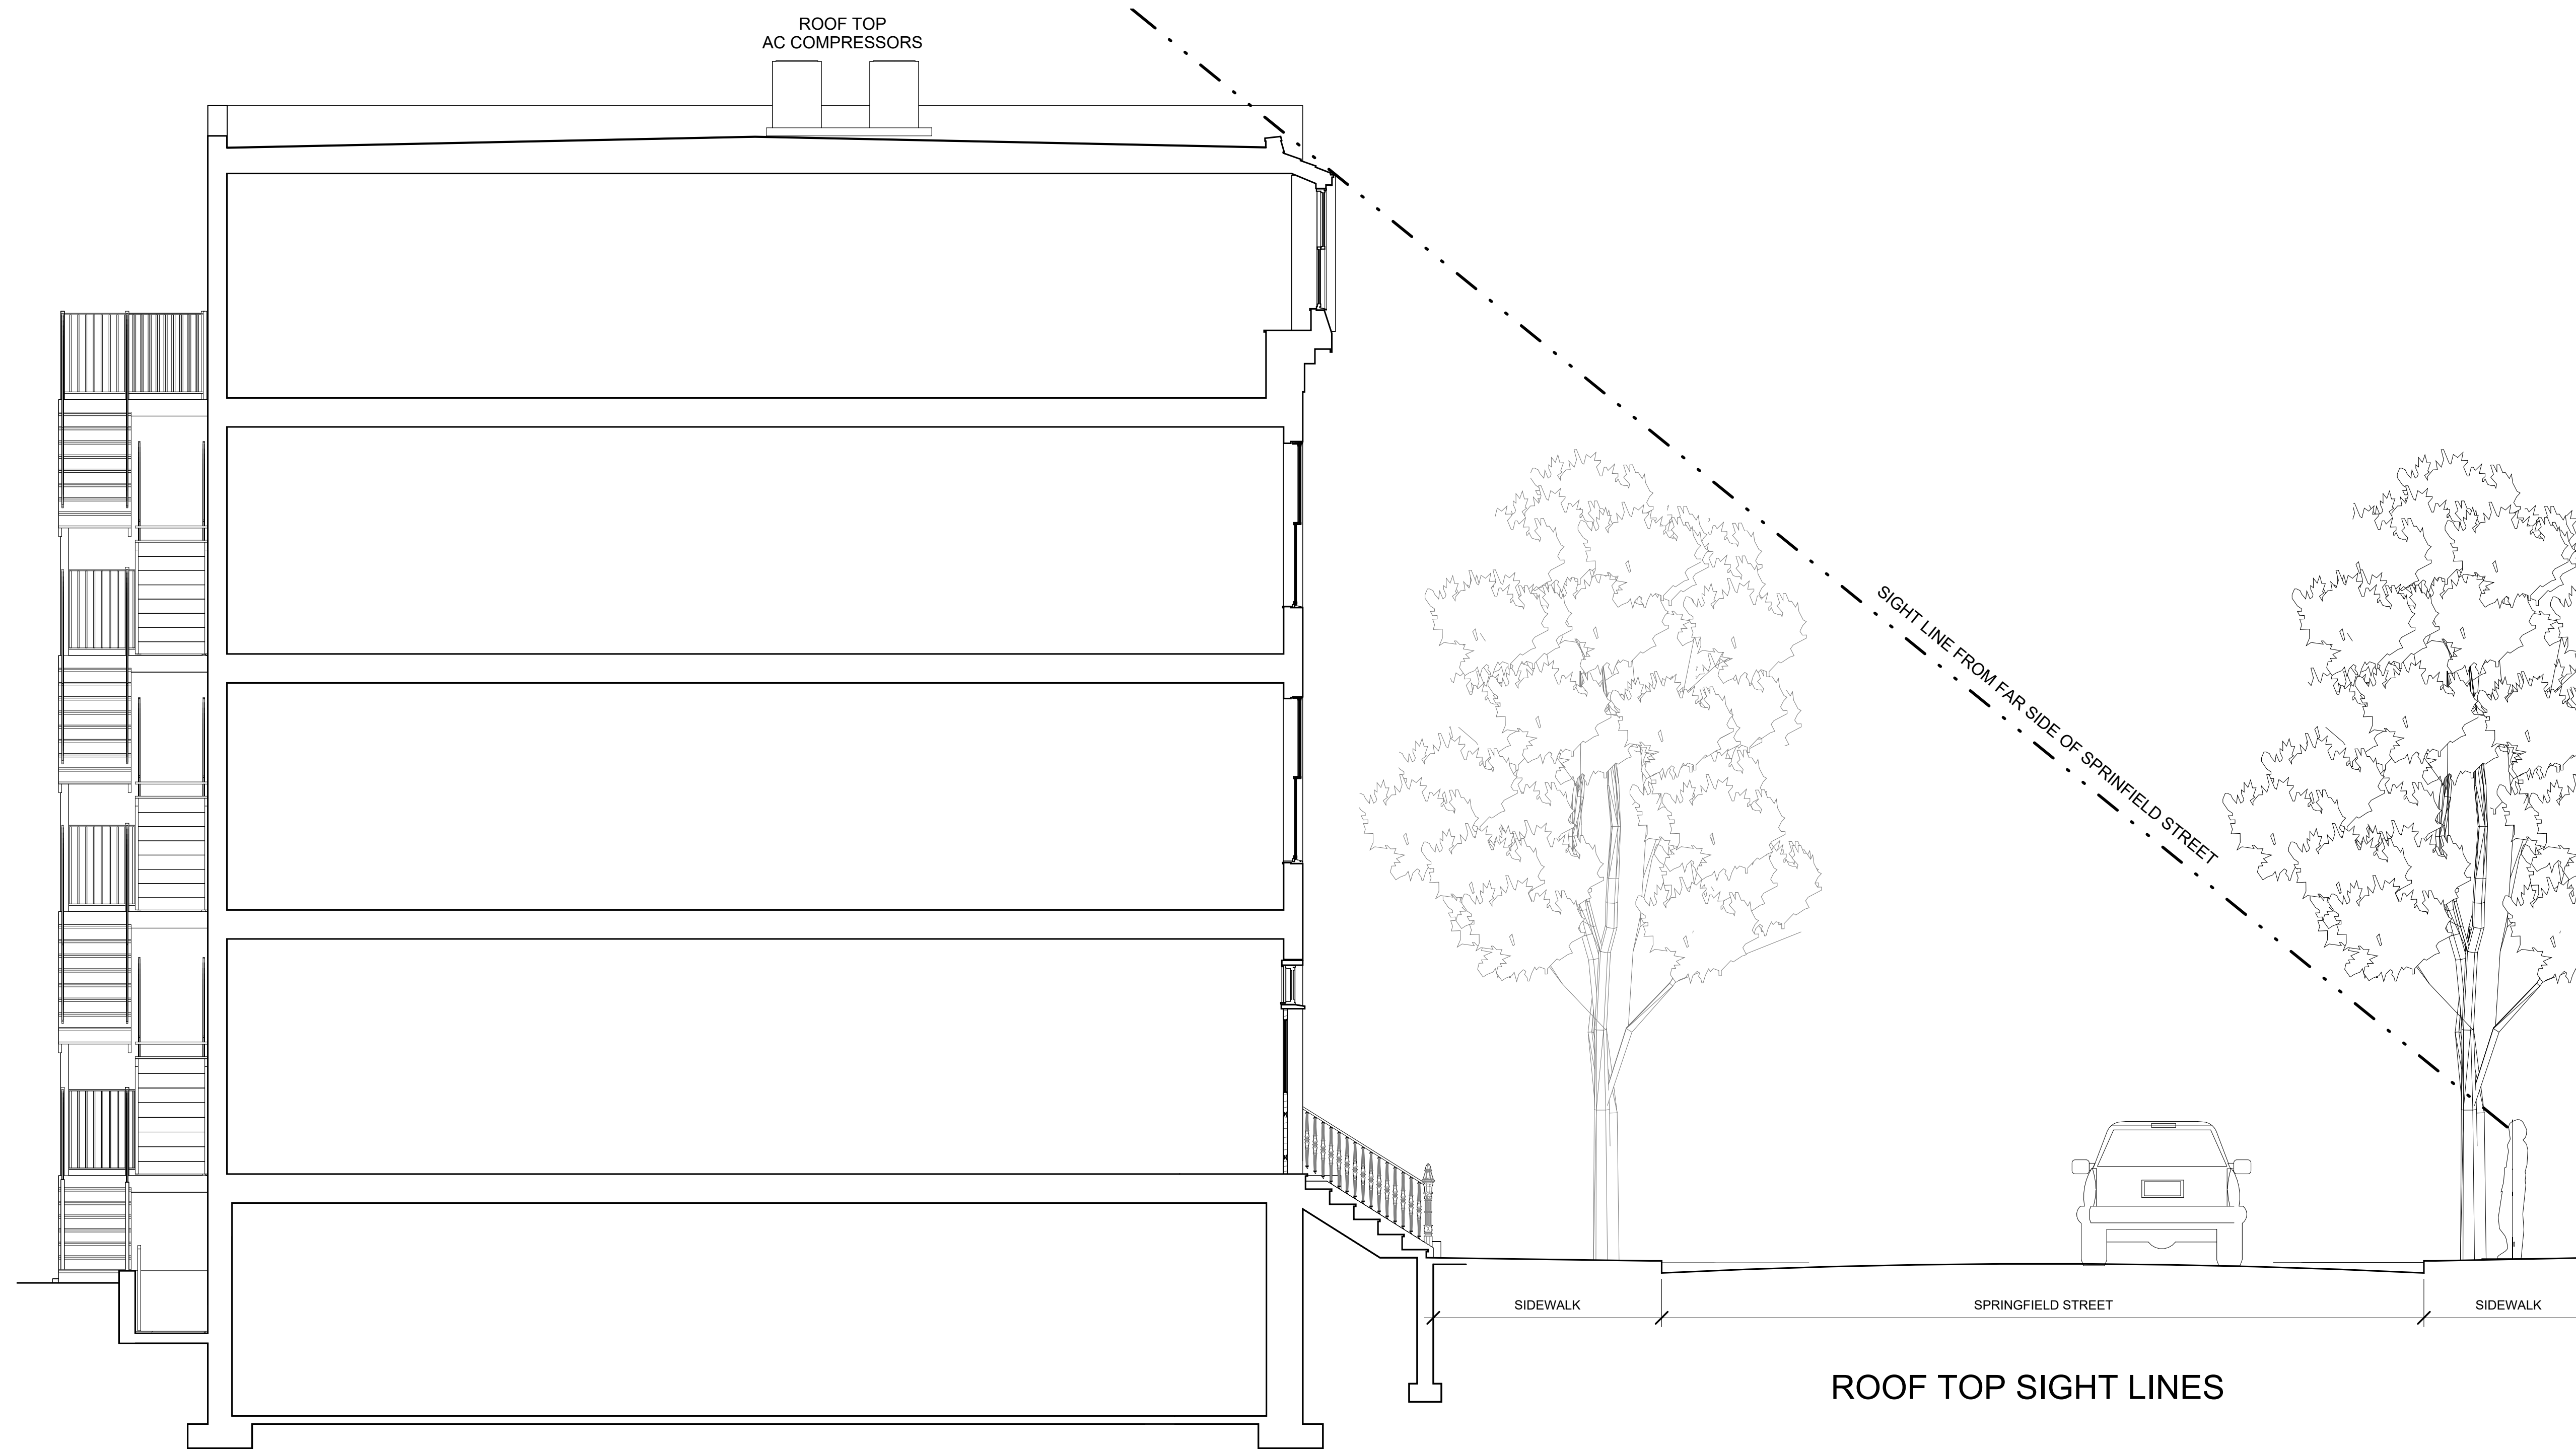 ROOF TOP
AC COMPRESSORS
SIGHT LINE FROM FAR SIDE OF SPRINFIELD STREET
SIDEWALK
SPRINGFIELD STREET
SIDEWALK
ROOF TOP SIGHT LINES